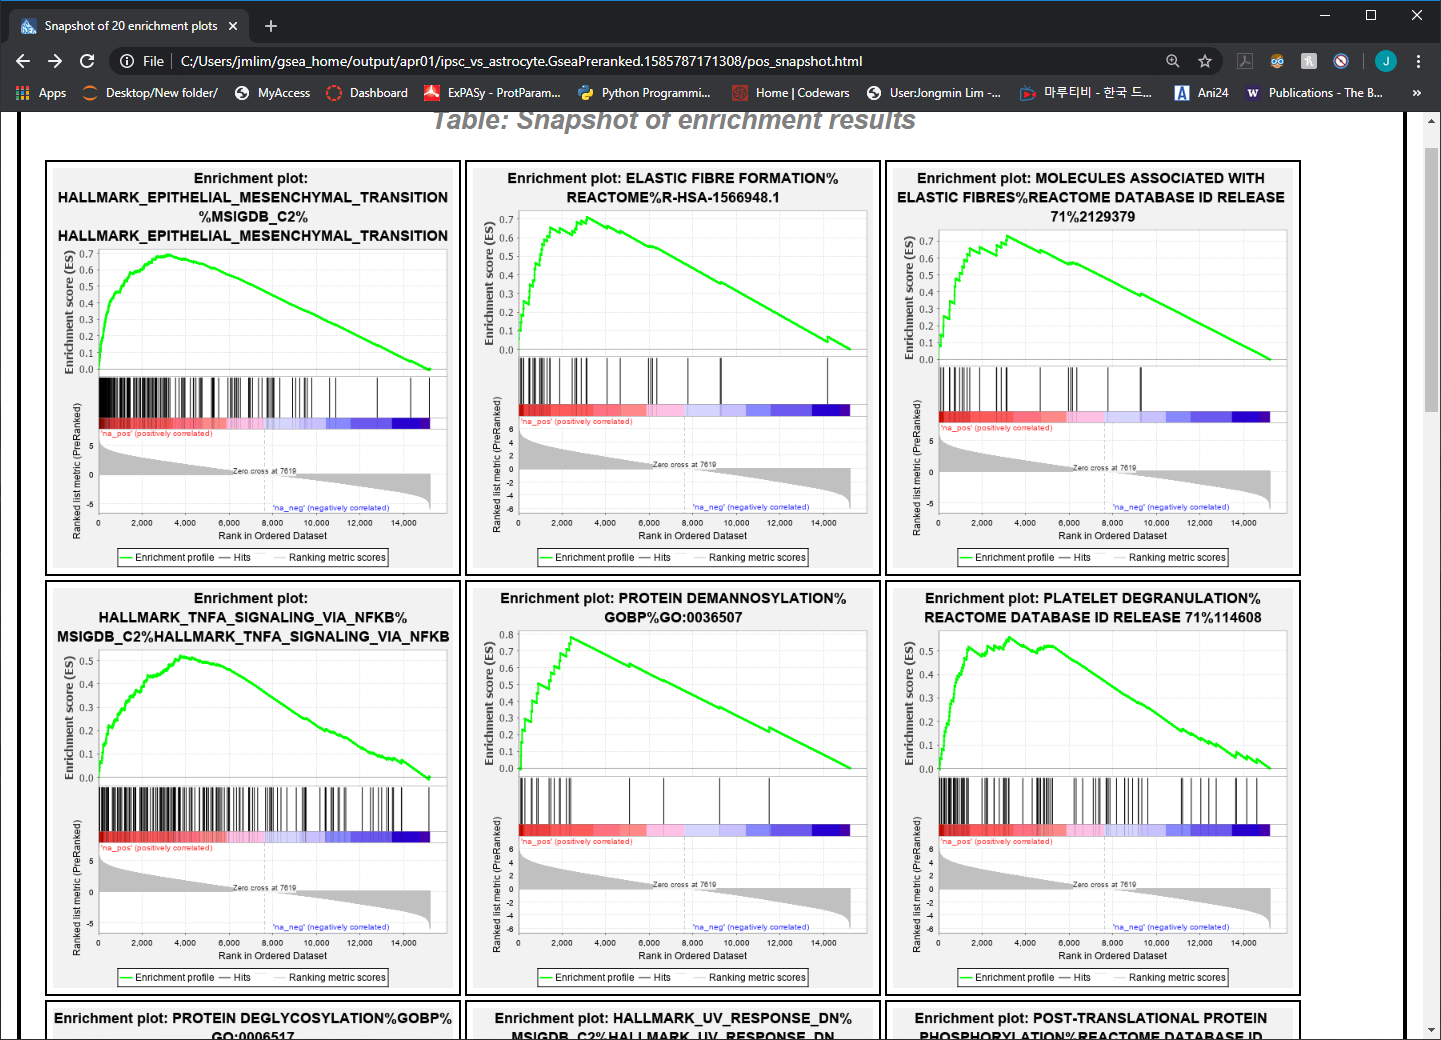 Snapshot of 20 enrichment plots
File
C:/Users/jmlim/gsea_home/output/apr01/ipsc_vs_astrocyte.GseaPreranked.1585787171308/pos_snapshot.html
J
Apps
Desktop/New folder/
MyAccess
Dashboard
ExPASy - ProtParam...
Python Programmi...
Home | Codewars
UserJongmin Lim -...
마루티비 - 한국 드...
Ani24
Publications - The B...
»
Table: Snapshot of enrichment results
Enrichment plot:
HALLMARK_EPITHELIAL_MESENCHYMAL_TRANSITION
%MSIGDB_C2%
HALLMARK_EPITHELIAL_MESENCHYMAL_TRANSITION
Enrichment score (ES)
0.7
0.6
0.5
0.4
0.3
0.2
0.1
0.0
'na_pos' (positively correlated)
Ranked list metric (PreRanked)
5
0
-5
Zero cross at 7619
'na_neg' (negatively correlated)
0 2,000 4,000 6,000 8,000 10,000 12,000 14,000
Rank in Ordered Dataset
Enrichment profile Hits Ranking metric scores
Enrichment plot: ELASTIC FIBRE FORMATION%
REACTOME%R-HSA-1566948.1
Enrichment score (ES)
0.7
0.6
0.5
0.4
0.3
0.2
0.1
0.0
'na_pos' (positively correlated)
Ranked list metric (PreRanked)
6
4
2
0
-2
-4
-6
Zero cross at 7619
'na_neg' (negatively correlated)
0 2,000 4,000 6,000 8,000 10,000 12,000 14,000
Rank in Ordered Dataset
Enrichment profile Hits Ranking metric scores
Enrichment plot: MOLECULES ASSOCIATED WITH
ELASTIC FIBRES%REACTOME DATABASE ID RELEASE
71%2129379
Enrichment score (ES)
0.7
0.6
0.5
0.4
0.3
0.2
0.1
0.0
'na_pos' (positively correlated)
Ranked list metric (PreRanked)
5
0
-5
Zero cross at 7619
'na_neg' (negatively correlated)
0 2,000 4,000 6,000 8,000 10,000 12,000 14,000
Rank in Ordered Dataset
Enrichment profile Hits Ranking metric scores
Enrichment plot:
HALLMARK_TNFA_SIGNALING_VIA_NFKB%
MSIGDB_C2%HALLMARK_TNFA_SIGNALING_VIA_NFKB
Enrichment score (ES)
0.5
0.4
0.3
0.2
0.1
0.0
'na_pos' (positively correlated)
Ranked list metric (PreRanked)
5
0
-5
Zero cross at 7619
'na_neg' (negatively correlated)
0 2,000 4,000 6,000 8,000 10,000 12,000 14,000
Rank in Ordered Dataset
Enrichment profile Hits Ranking metric scores
Enrichment plot: PROTEIN DEMANNOSYLATION%
GOBP%GO:0036507
Enrichment score (ES)
0.8
0.7
0.6
0.5
0.4
0.3
0.2
0.1
0.0
'na_pos' (positively correlated)
Ranked list metric (PreRanked)
6
4
2
0
-2
-4
-6
Zero cross at 7619
'na_neg' (negatively correlated)
0 2,000 4,000 6,000 8,000 10,000 12,000 14,000
Rank in Ordered Dataset
Enrichment profile Hits Ranking metric scores
Enrichment plot: PLATELET DEGRANULATION%
REACTOME DATABASE ID RELEASE 71%114608
Enrichment score (ES)
0.5
0.4
0.3
0.2
0.1
0.0
'na_pos' (positively correlated)
Ranked list metric (PreRanked)
6
4
2
0
-2
-4
-6
Zero cross at 7619
'na_neg' (negatively correlated)
0 2,000 4,000 6,000 8,000 10,000 12,000 14,000
Rank in Ordered Dataset
Enrichment profile Hits Ranking metric scores
Enrichment plot: PROTEIN DEGLYCOSYLATION%GOBP%
GO:0006517
Enrichment plot: HALLMARK_UV_RESPONSE_DN%
MSIGDB_C2%HALLMARK_UV_RESPONSE_DN
Enrichment plot: POST-TRANSLATIONAL PROTEIN
PHOSPHORYLATION%REACTOME DATABASE ID